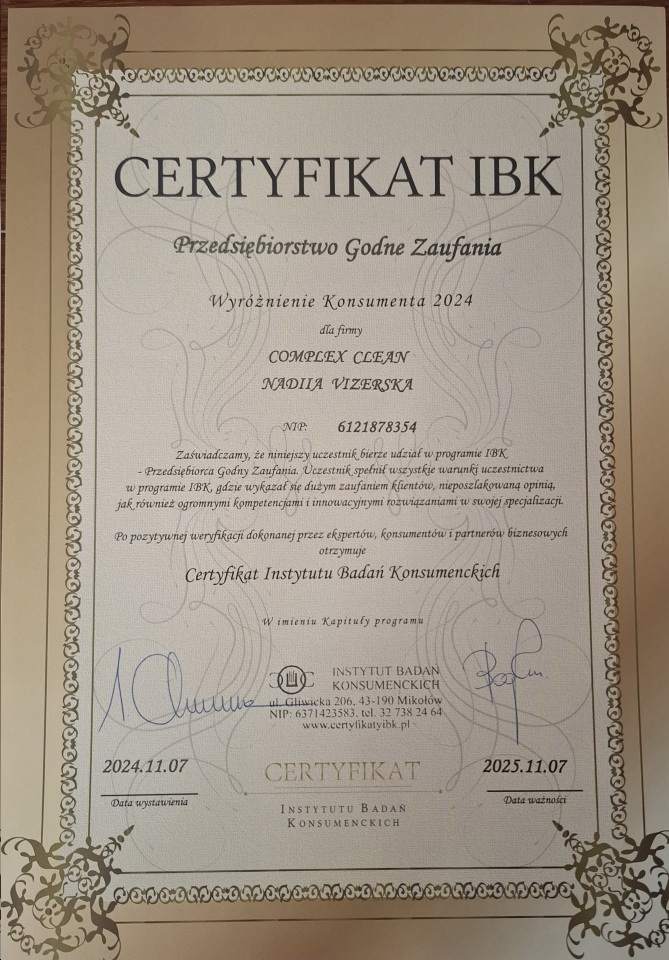 CERTYFIKAT IBK
Przedsiębiorstwo Godne Zaufania
Wyróżnienie Konsumenta 2024
dla firmy
COMPLEX CLEAN
NADIIA VIZERSKA
NIP: 6121878354
Zaświadczamy, że niniejszy uczestnik bierze udział w programie IBK
- Przedsiębiorca Godny Zaufania. Uczestnik spełnił wszystkie warunki uczestnictwa
w programie IBK, gdzie wykazał się dużym zaufaniem klientów, nieposzlakowaną opinią,
jak również ogromnymi kompetencjami i innowacyjnymi rozwiązaniami w swojej specjalizacji.
Po pozytywnej weryfikacji dokonanej przez ekspertów, konsumentów i partnerów biznesowych
otrzymuje
Certyfikat Instytutu Badań Konsumenckich
W imieniu Kapituły programu
INSTYTUT BADAŃ
KONSUMENCKICH
ul. Gliwicka 206, 43-190 Mikołów
NIP: 6371423583, tel. 32 738 24 64
www.certyfikatyibk.pl
2024.11.07
Data wystawienia
CERTYFIKAT
INSTYTUTU BADAŃ
KONSUMENCKICH
2025.11.07
Data ważności